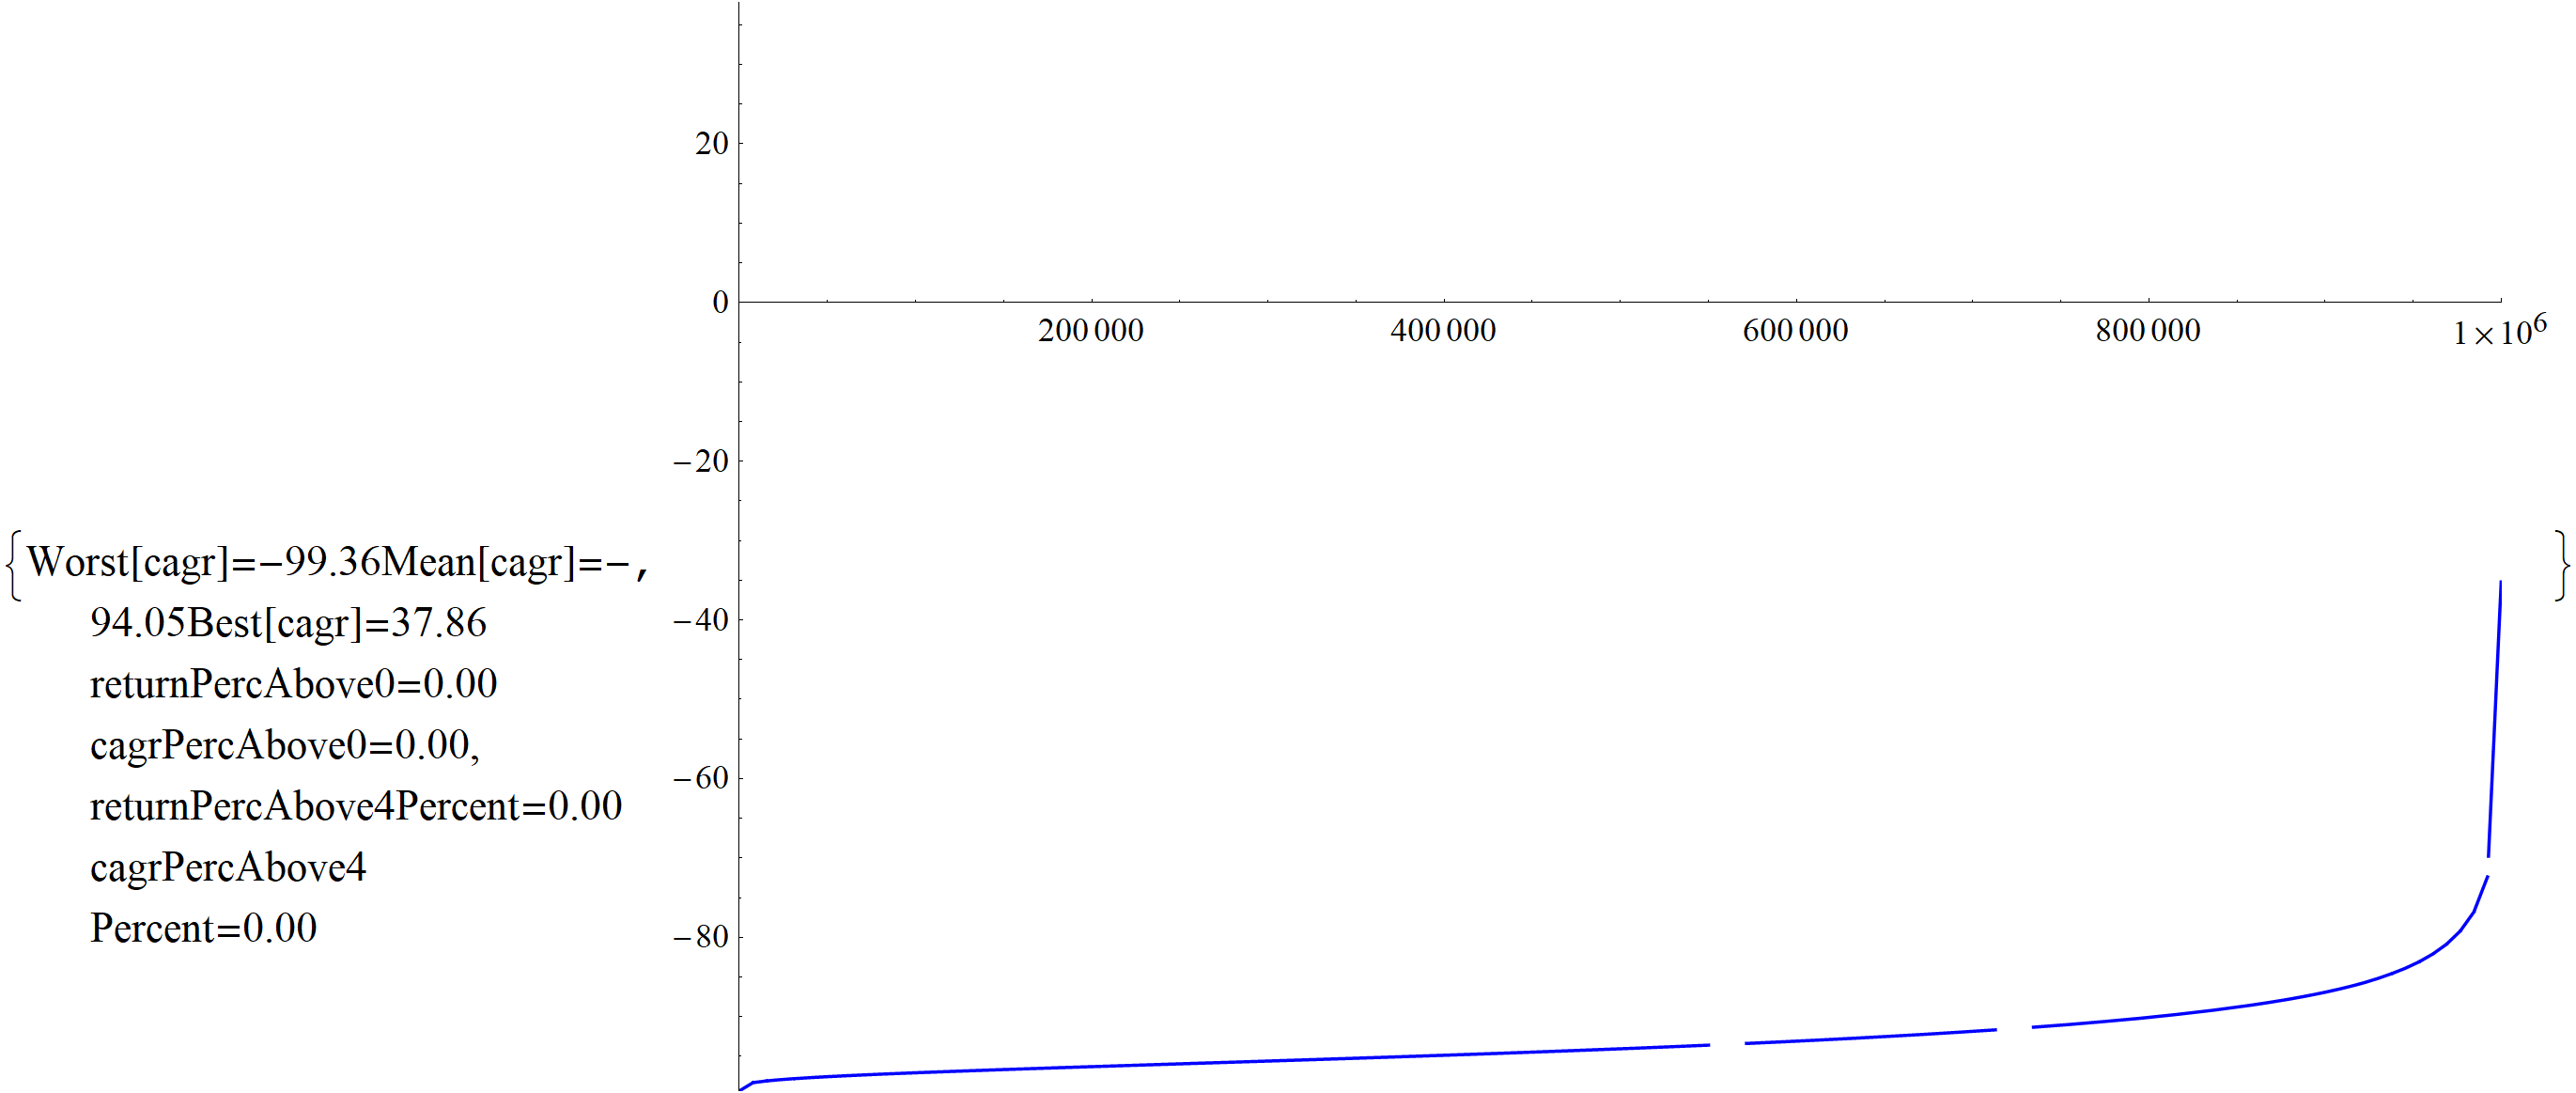 {Worst[cagr]=−99.36Mean[cagr]=−,
94.05Best[cagr]=37.86
returnPercAbove0=0.00
cagrPercAbove0=0.00,
returnPercAbove4Percent=0.00
cagrPercAbove4
Percent=0.00
20
0
−20
−40
−60
−80
200 000
400 000
600 000
800 000
1×10⁶
}